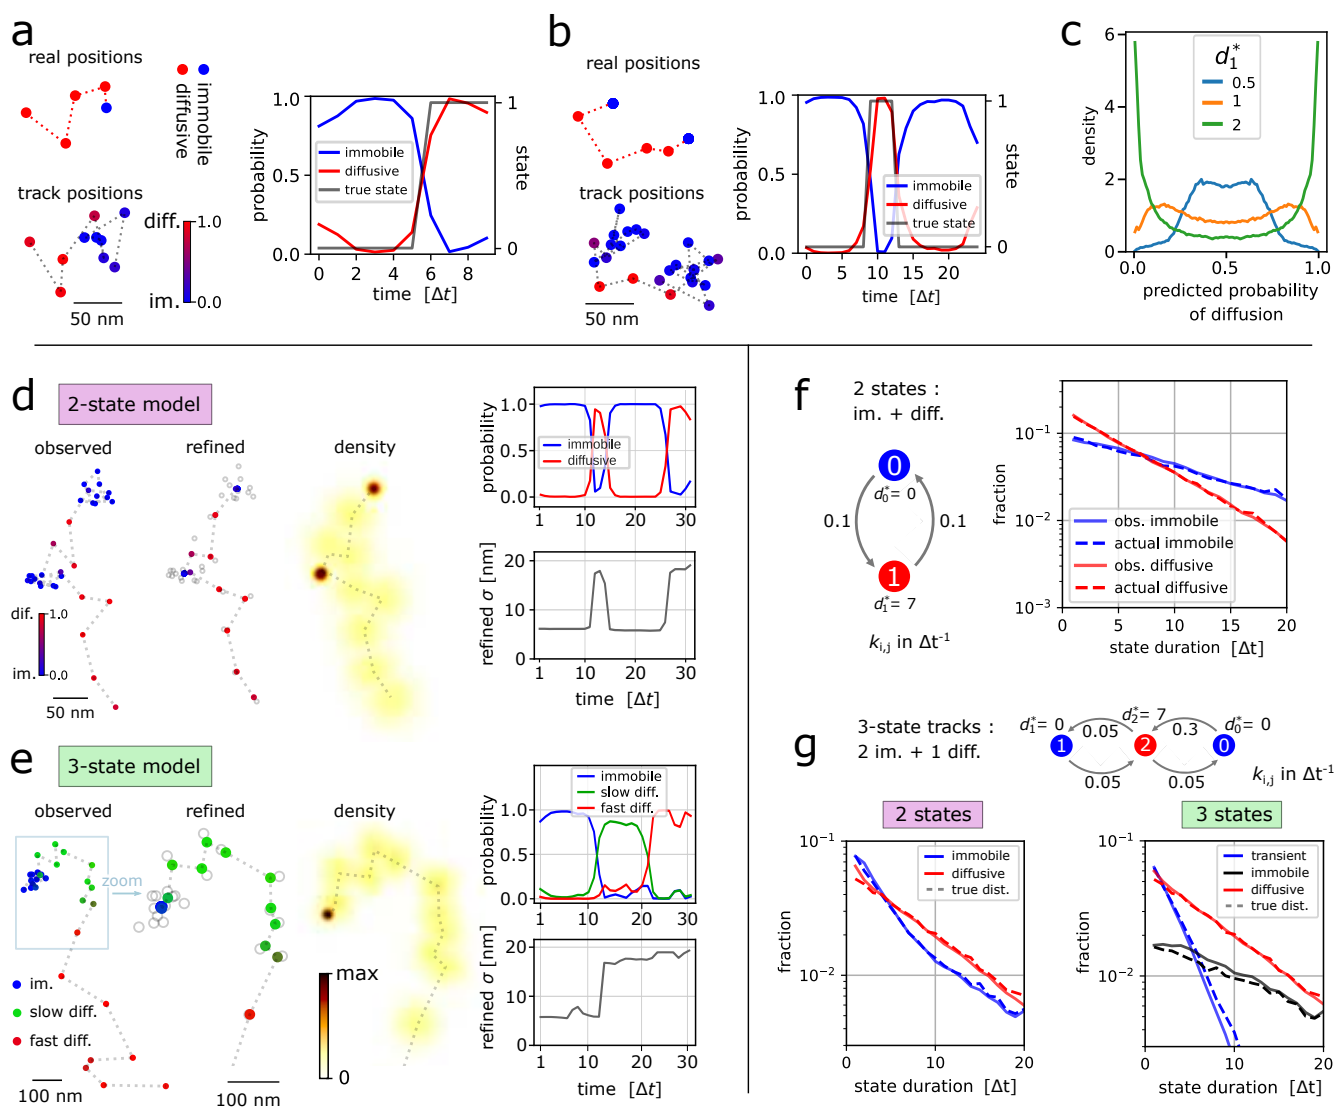 a
real positions
immobile
diffusive
track positions
diff.
1.0
im.
0.0
50 nm
probability
1.0
0.5
0.0
immobile
diffusive
true state
1
0
state
0 2 4 6 8
time [Δt]
b
real positions
track positions
50 nm
probability
1.0
0.5
0.0
immobile
diffusive
true state
1
0
state
0 5 10 15 20
time [Δt]
c
density
6
4
2
0
d*1
0.5
1
2
0.0 0.5 1.0
predicted probability
of diffusion
d
2-state model
observed refined density
dif.
1.0
im.
0.0
50 nm
probability
1.0
0.5
0.0
immobile
diffusive
1 10 20 30
refined σ [nm]
20
10
0
1 10 20 30
time [Δt]
e
3-state model
observed refined density
zoom
im.
slow diff.
fast diff.
100 nm
100 nm
max
0
immobile
slow diff.
fast diff.
probability
1.0
0.5
0.0
1 10 20 30
refined σ [nm]
20
10
0
1 10 20 30
time [Δt]
f
2 states :
im. + diff.
0
d*0= 0
0.1
0.1
1
d*1= 7
ki,j in Δt-1
fraction
10−1
10−2
10−3
obs. immobile
actual immobile
obs. diffusive
actual diffusive
0 5 10 15 20
state duration [Δt]
g
3-state tracks :
2 im. + 1 diff.
d*1= 0
d*2= 7
d*0= 0
0.05
0.3
1
2
0
0.05
0.05
ki,j in Δt-1
2 states
fraction
10−1
10−2
immobile
diffusive
true dist.
0 10 20
state duration [Δt]
3 states
fraction
10−1
10−2
transient
immobile
diffusive
true dist.
0 10 20
state duration [Δt]